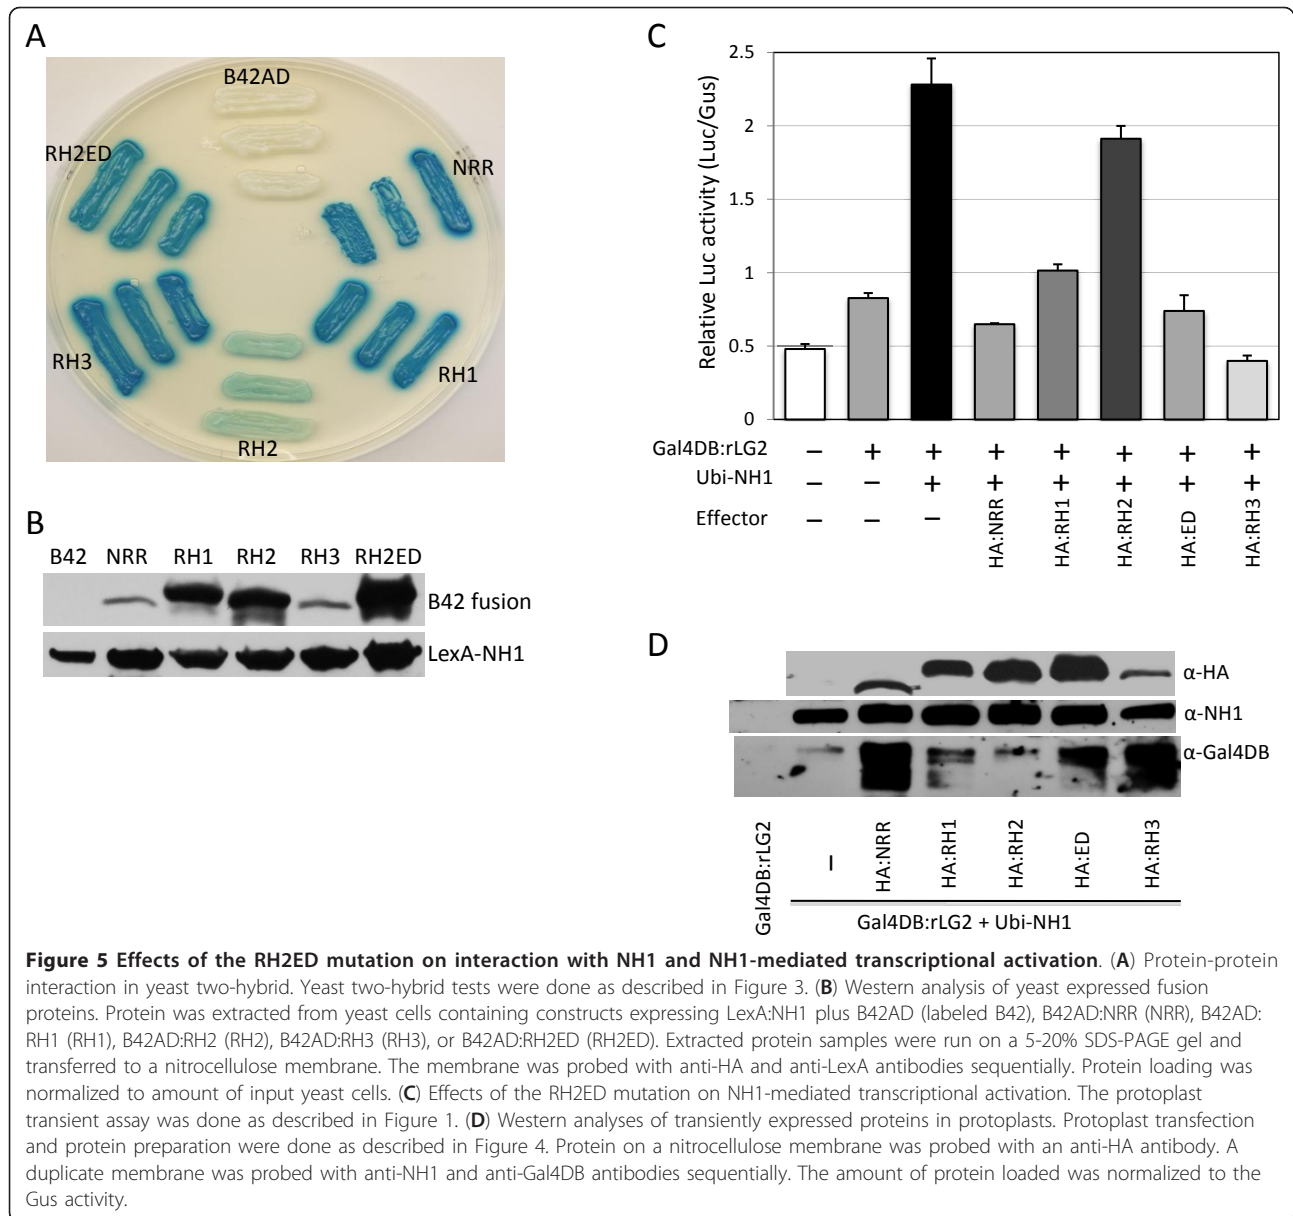 A
B42AD
RH2ED
NRR
RH3
RH1
RH2
B
B42 NRR RH1 RH2 RH3 RH2ED
B42 fusion
LexA-NH1
C
Relative Luc activity (Luc/Gus)
2.5
2
1.5
1
0.5
0
Gal4DB:rLG2 – + + + + + + +
Ubi-NH1 – – + + + + + +
Effector – – – HA:NRR HA:RH1 HA:RH2 HA:ED HA:RH3
D
α-HA
α-NH1
α-Gal4DB
Gal4DB:rLG2 – HA:NRR HA:RH1 HA:RH2 HA:ED HA:RH3
Gal4DB:rLG2 + Ubi-NH1
Figure 5 Effects of the RH2ED mutation on interaction with NH1 and NH1-mediated transcriptional activation. (A) Protein-protein
interaction in yeast two-hybrid. Yeast two-hybrid tests were done as described in Figure 3. (B) Western analysis of yeast expressed fusion
proteins. Protein was extracted from yeast cells containing constructs expressing LexA:NH1 plus B42AD (labeled B42), B42AD:NRR (NRR), B42AD:
RH1 (RH1), B42AD:RH2 (RH2), B42AD:RH3 (RH3), or B42AD:RH2ED (RH2ED). Extracted protein samples were run on a 5-20% SDS-PAGE gel and
transferred to a nitrocellulose membrane. The membrane was probed with anti-HA and anti-LexA antibodies sequentially. Protein loading was
normalized to amount of input yeast cells. (C) Effects of the RH2ED mutation on NH1-mediated transcriptional activation. The protoplast
transient assay was done as described in Figure 1. (D) Western analyses of transiently expressed proteins in protoplasts. Protoplast transfection
and protein preparation were done as described in Figure 4. Protein on a nitrocellulose membrane was probed with an anti-HA antibody. A
duplicate membrane was probed with anti-NH1 and anti-Gal4DB antibodies sequentially. The amount of protein loaded was normalized to the
Gus activity.